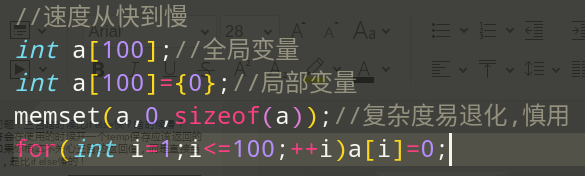 //速度从快到慢
int a[100];//全局变量
int a[100]={0};//局部变量
memset(a,0,sizeof(a));//复杂度易退化,慎用
for(int i=1;i<=100;++i)a[i]=0;